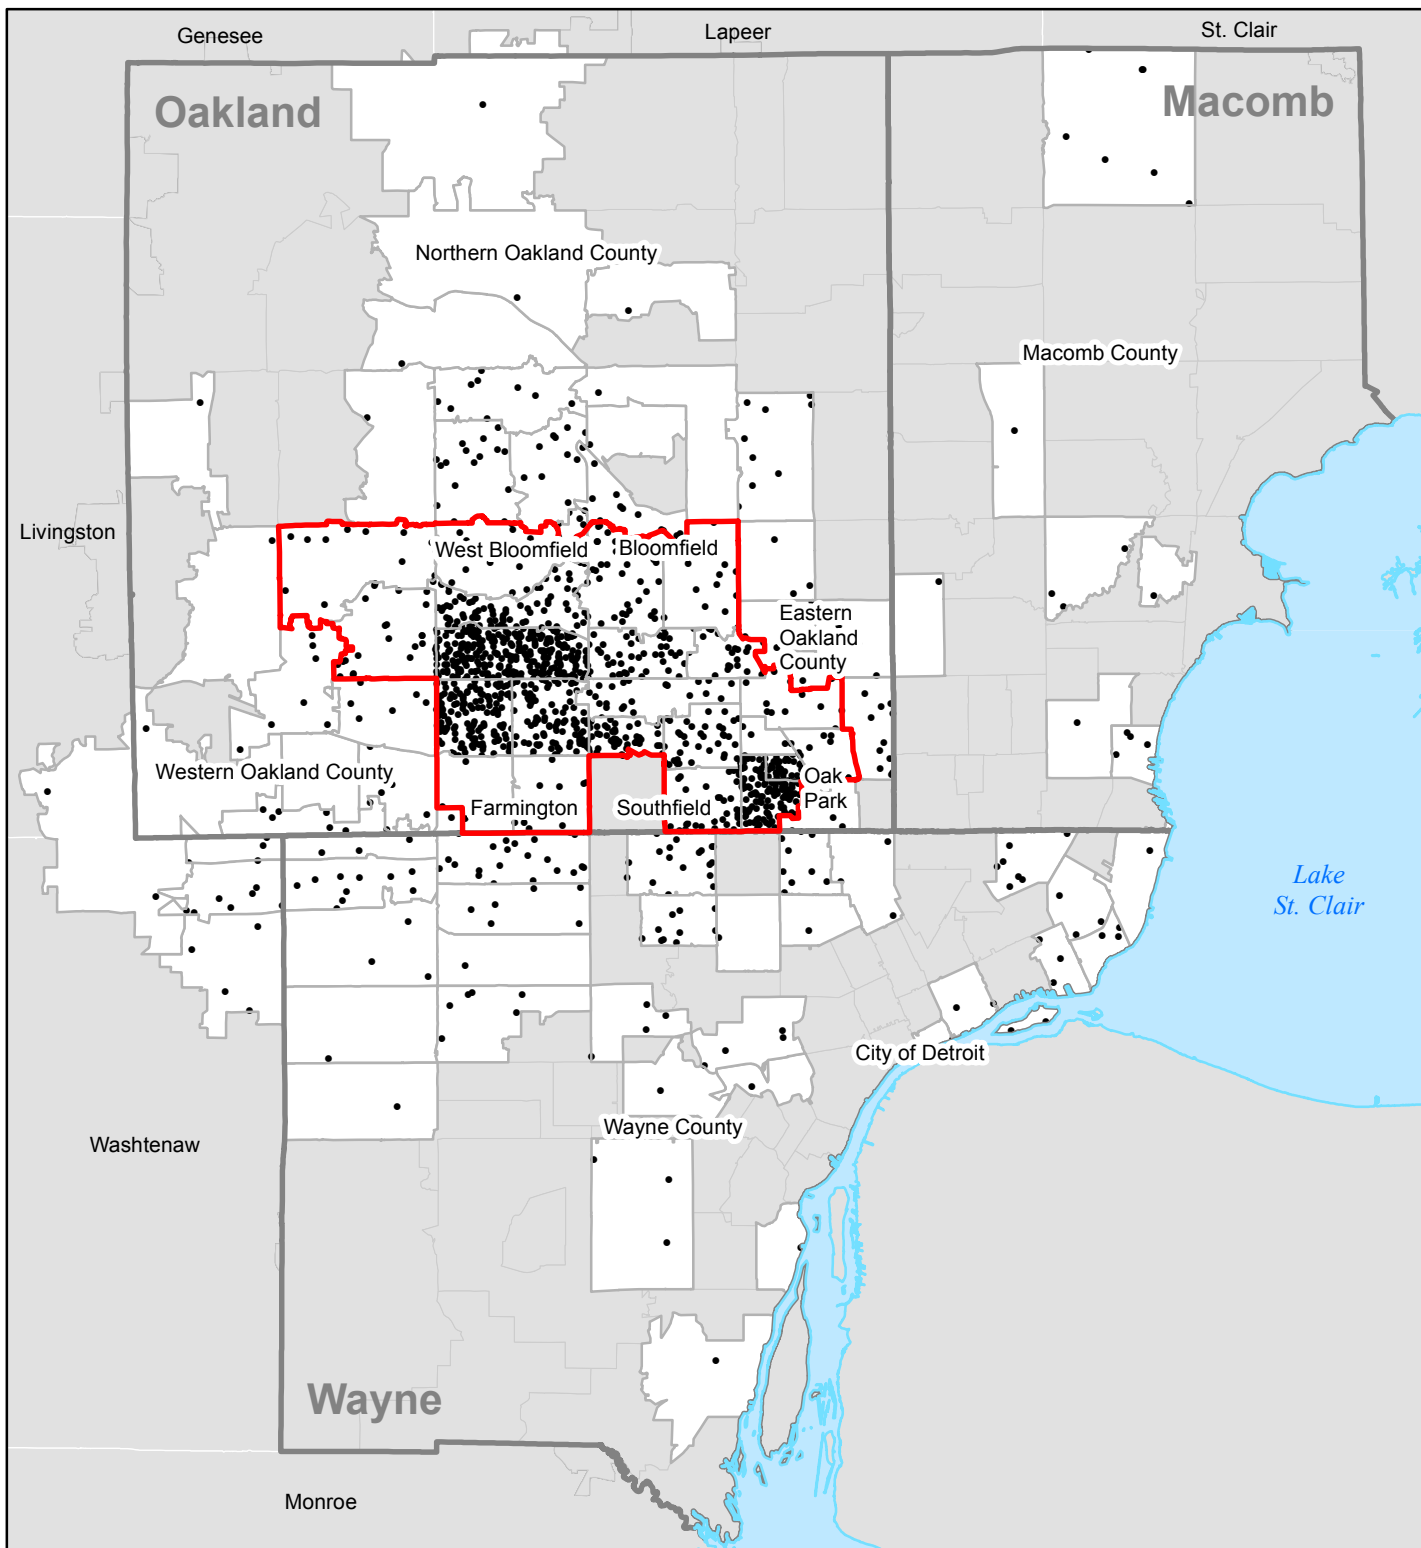 Genesee
Lapeer
St. Clair
Oakland
Macomb
Northern Oakland County
Macomb County
Livingston
West Bloomfield
Bloomfield
Eastern
Oakland
County
Western Oakland County
Oak
Park
Farmington
Southfield
Lake
St. Clair
City of Detroit
Wayne County
Washtenaw
Wayne
Monroe